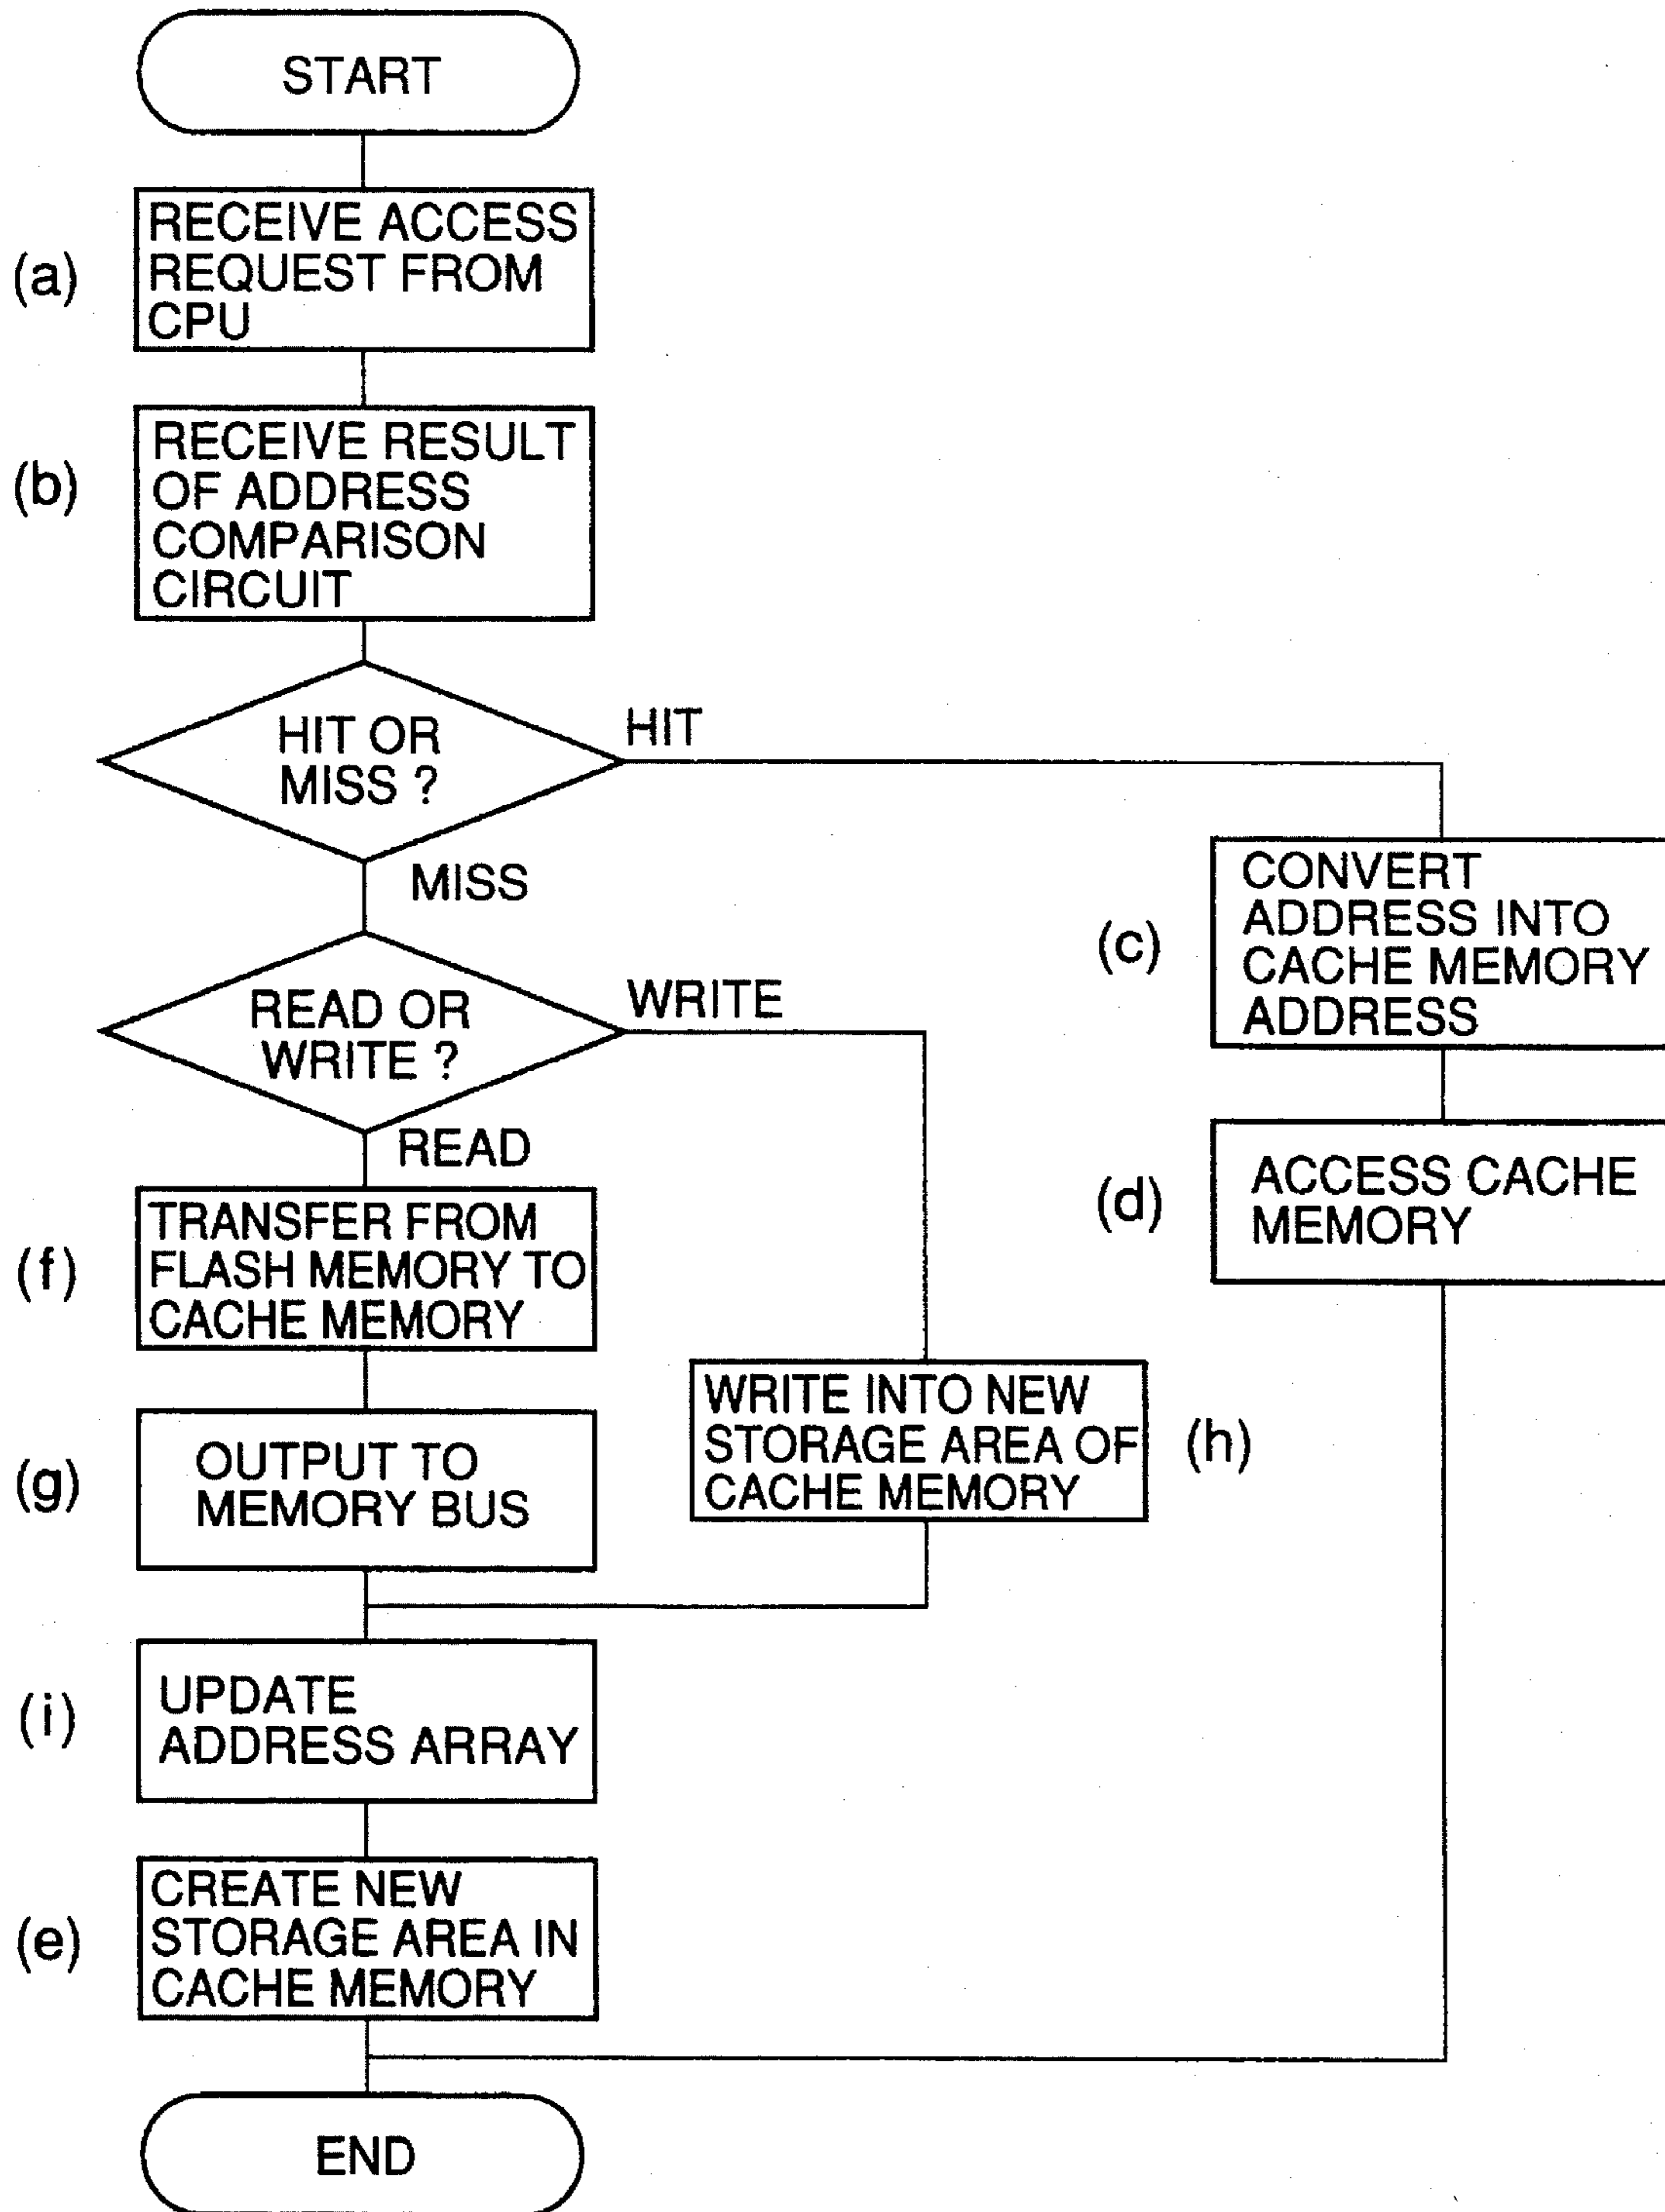 START
(a)
RECEIVE ACCESS
REQUEST FROM
CPU
(b)
RECEIVE RESULT
OF ADDRESS
COMPARISON
CIRCUIT
HIT OR
MISS ?
HIT
MISS
(c)
CONVERT
ADDRESS INTO
CACHE MEMORY
ADDRESS
READ OR
WRITE ?
WRITE
READ
(d)
ACCESS CACHE
MEMORY
(f)
TRANSFER FROM
FLASH MEMORY TO
CACHE MEMORY
WRITE INTO NEW
STORAGE AREA OF
CACHE MEMORY
(h)
(g)
OUTPUT TO
MEMORY BUS
(i)
UPDATE
ADDRESS ARRAY
(e)
CREATE NEW
STORAGE AREA IN
CACHE MEMORY
END